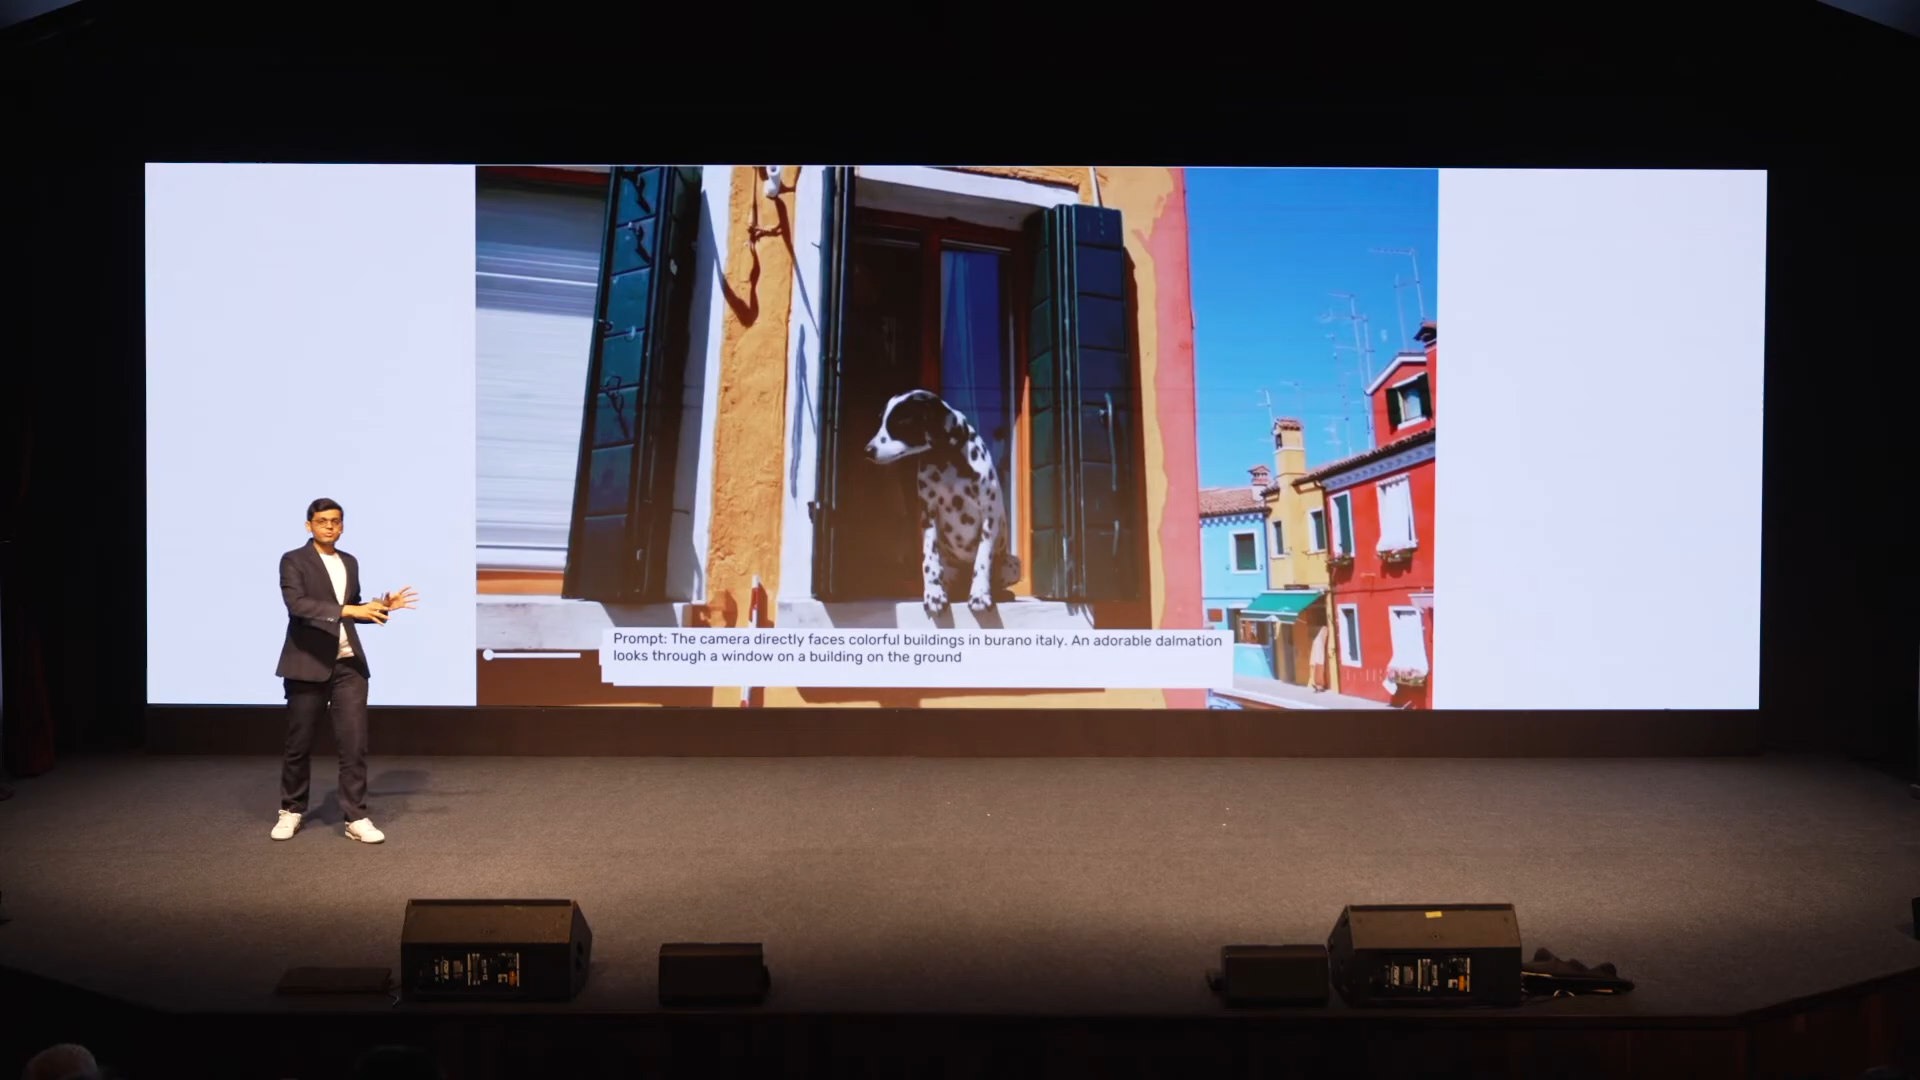 Prompt: The camera directly faces colorful buildings in burano italy. An adorable dalmation
looks through a window on a building on the ground